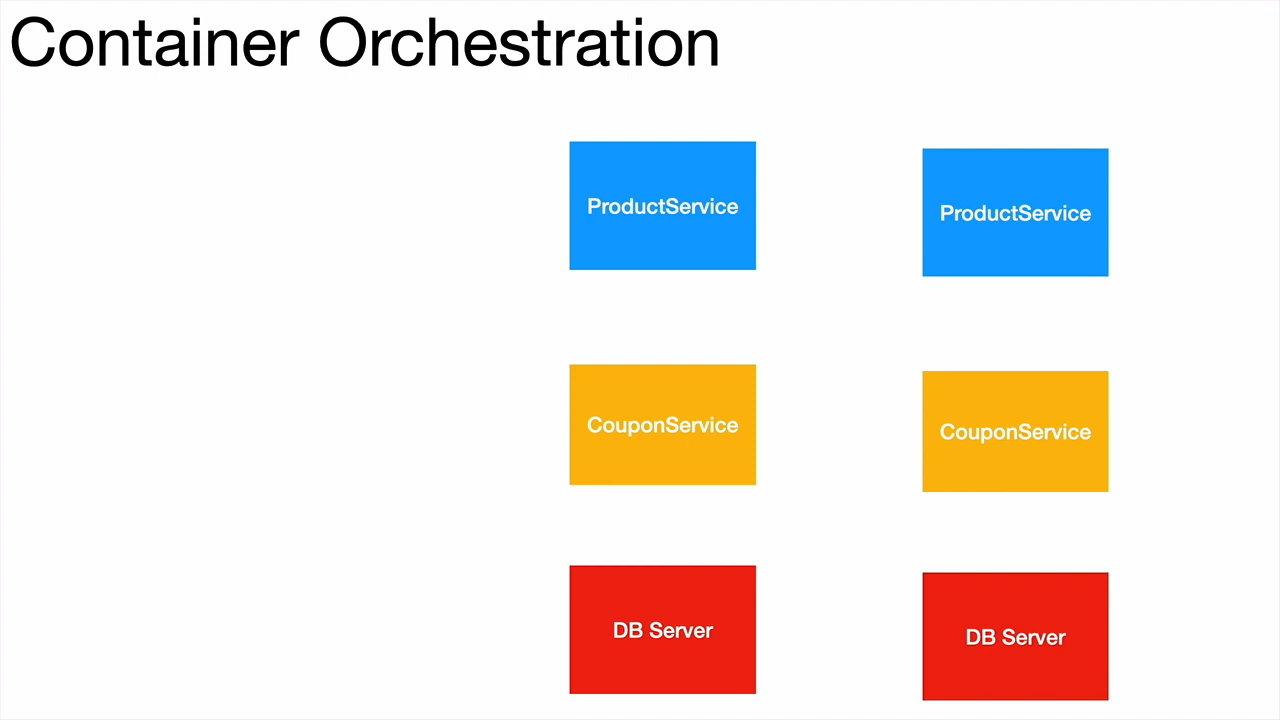 Container Orchestration
ProductService
ProductService
CouponService
CouponService
DB Server
DB Server